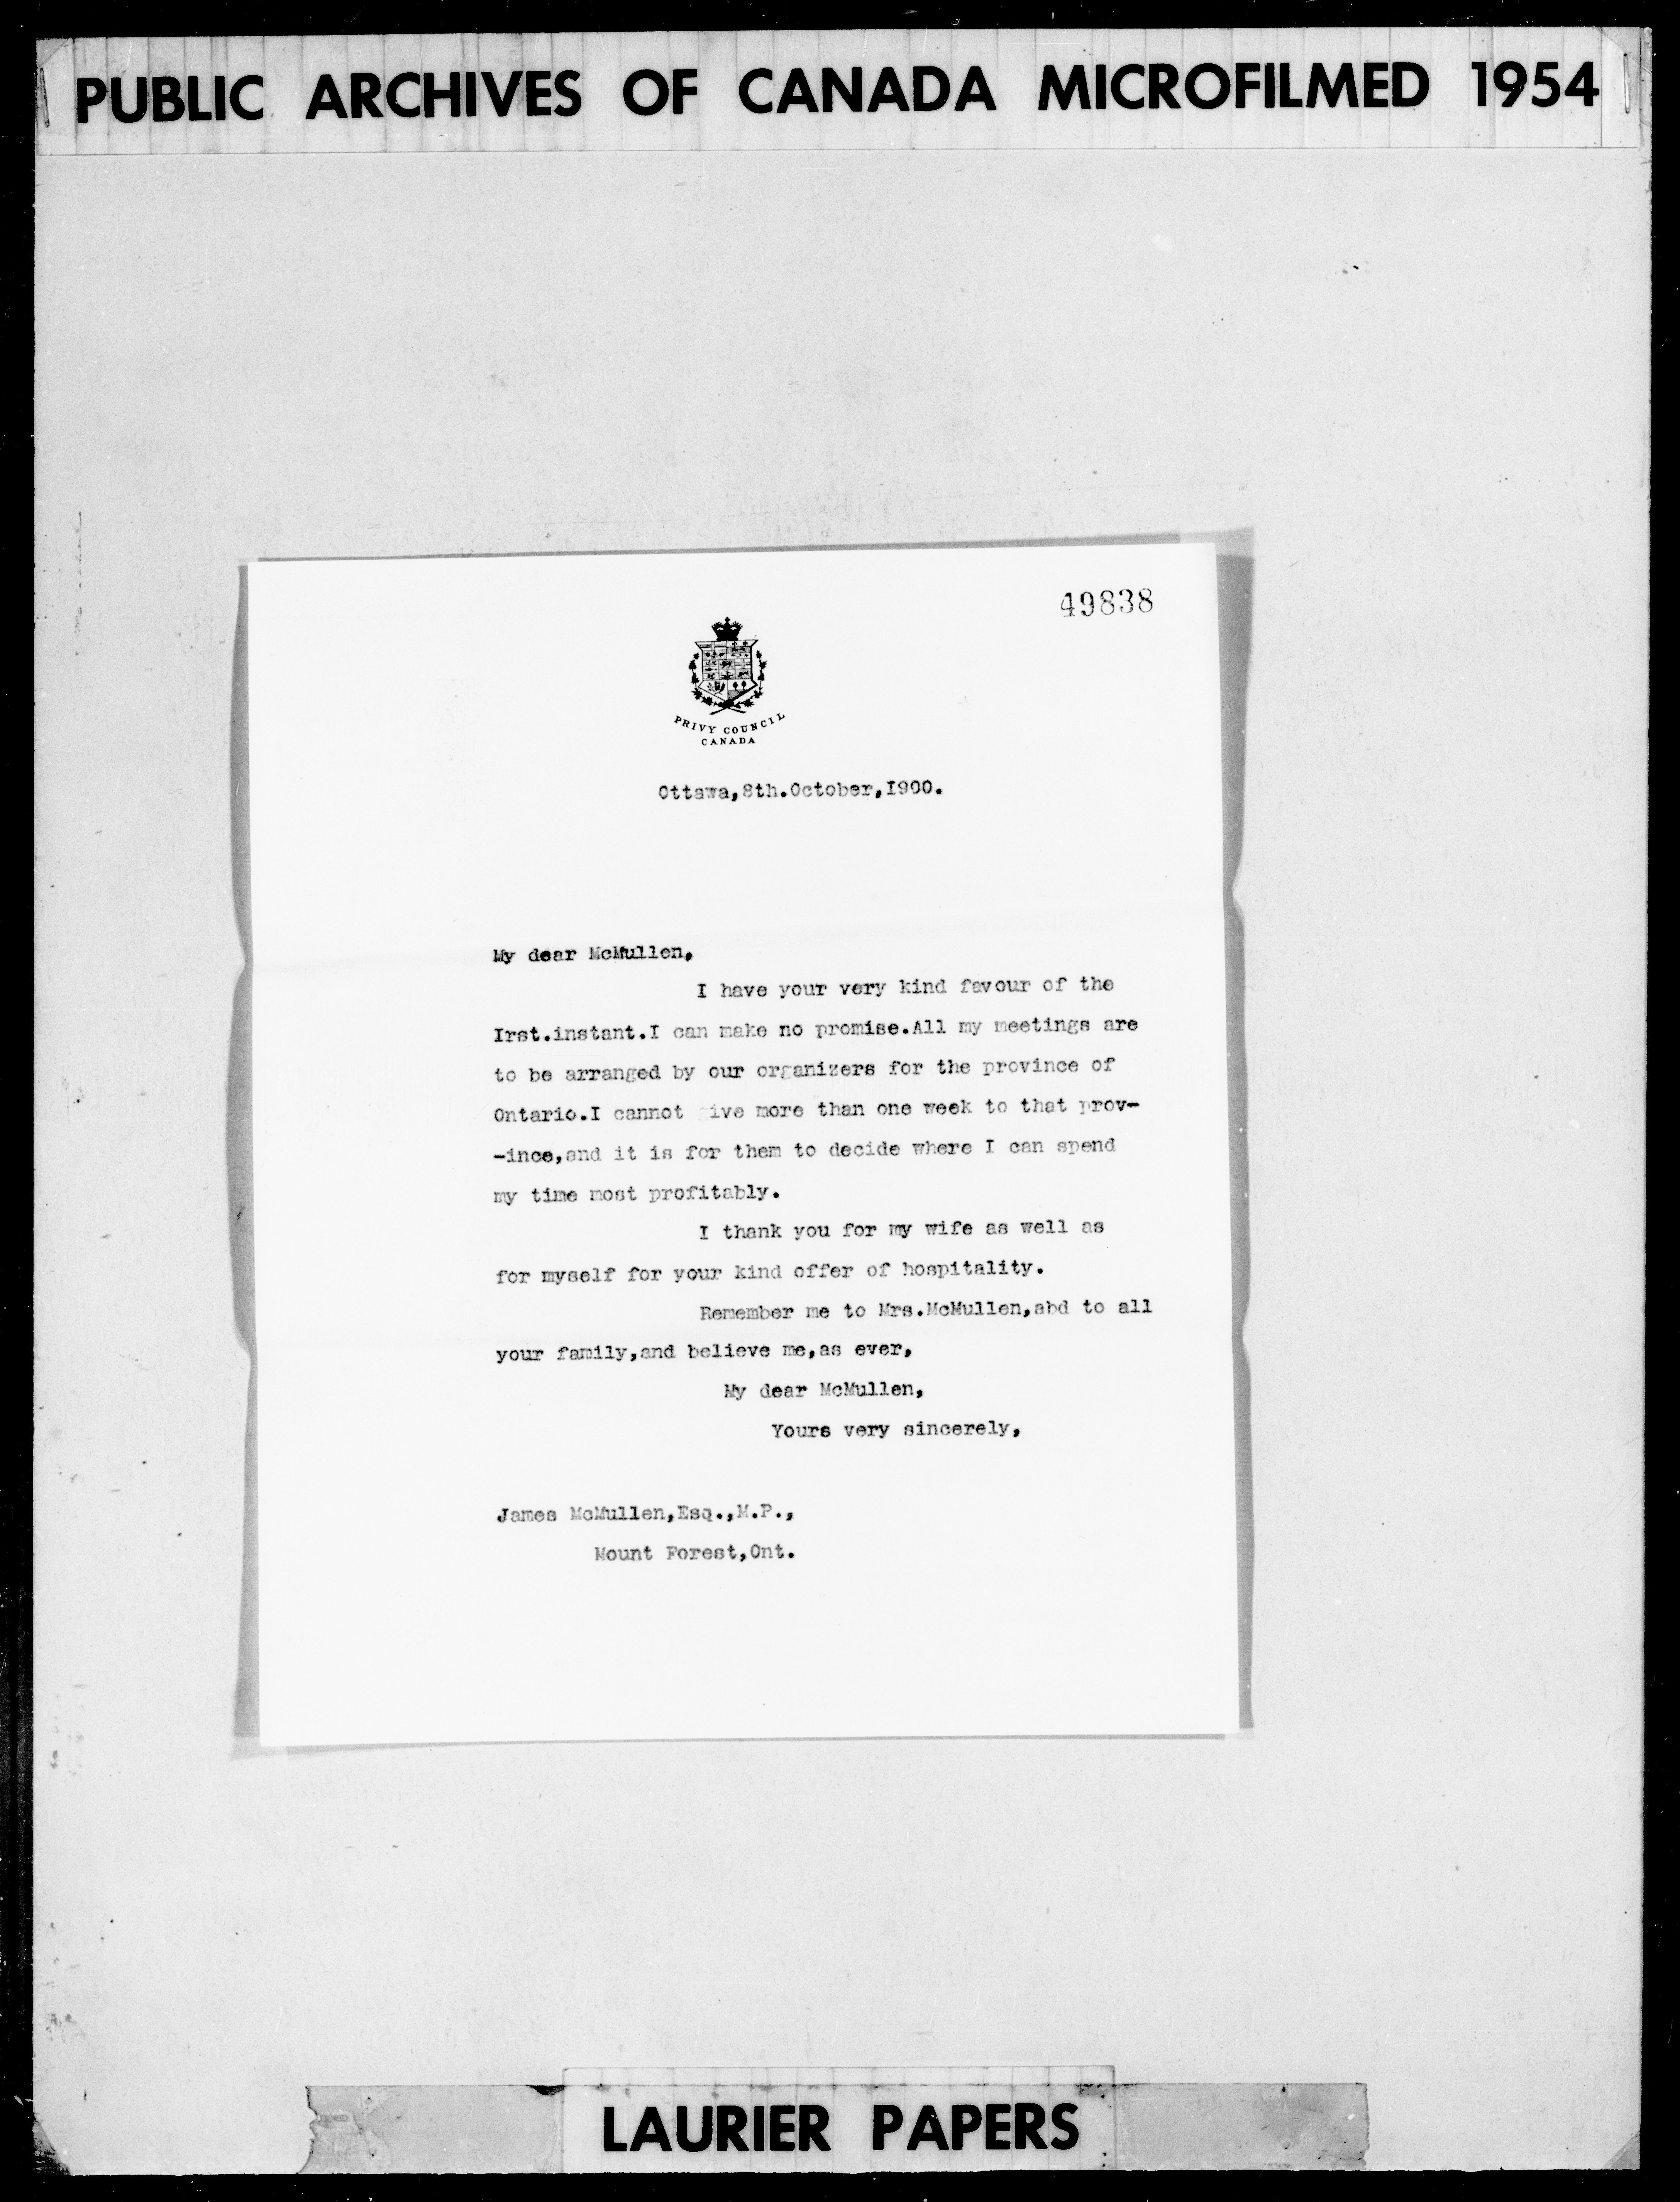 PUBLIC ARCHIVES OF CANADA MICROFILMED 1954
49838
PRIVY COUNCIL
CANADA
Ottawa,8th.October,I900.
My dear McMullen,
I have your very kind favour of the
Irst.instant.I can make no promise.All my meetings are
to be arranged by our organizers for the province of
Ontario.I cannot give more than one week to that prov-
-ince,and it is for them to decide where I can spend
my time most profitably.
I thank you for my wife as well as
for myself for your kind offer of hospitality.
Remember me to Mrs.McMullen,abd to all
your family,and believe me,as ever,
My dear McMullen,
Yours very sincerely,
James McMullen,Esq.,M.P.,
Mount Forest,Ont.
LAURIER PAPERS